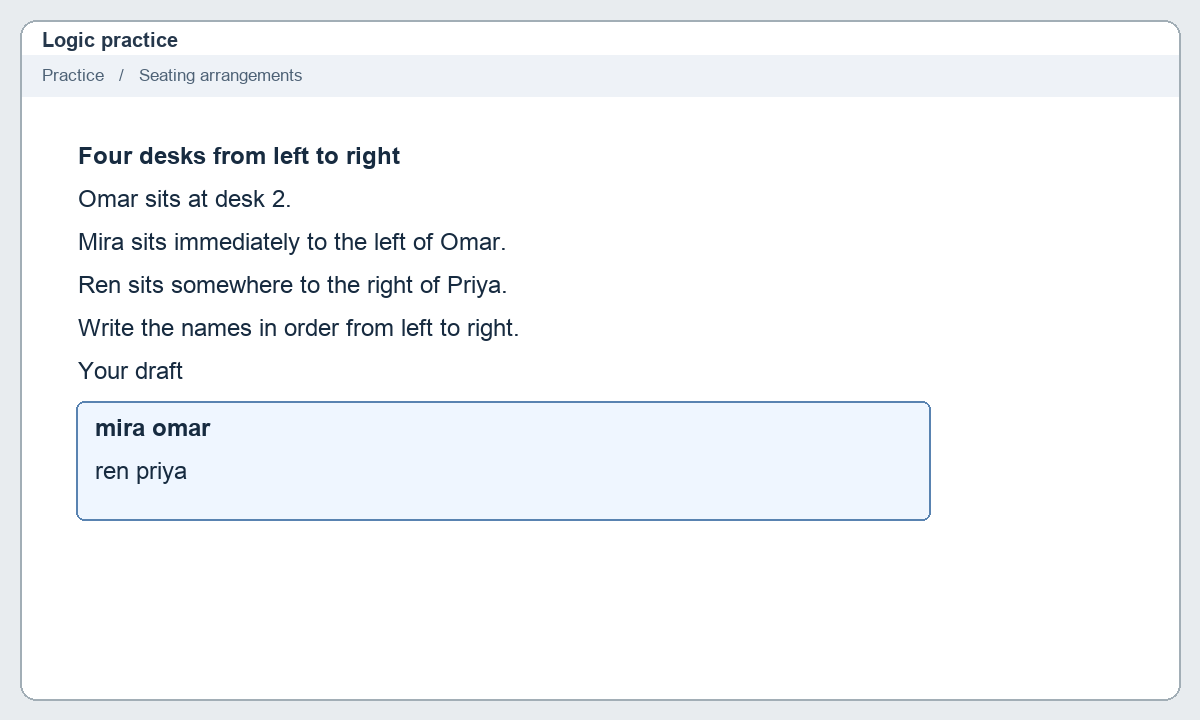 Logic practice
Practice / Seating arrangements
Four desks from left to right
Omar sits at desk 2.
Mira sits immediately to the left of Omar.
Ren sits somewhere to the right of Priya.
Write the names in order from left to right.
Your draft
mira omar
ren priya